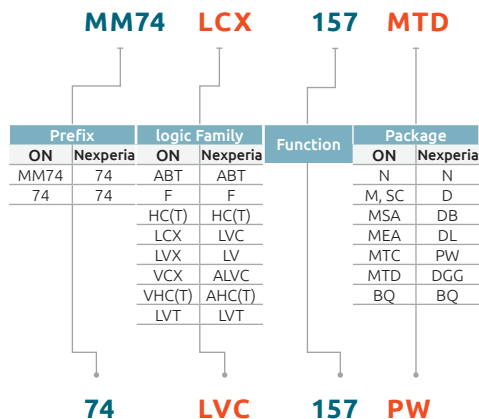 MM74 LCX 157 MTD
Prefix logic Family Function Package
ON Nexperia ON Nexperia ON Nexperia
MM74 74 ABT ABT N N
74 74 F F M, SC D
HC(T) HC(T) MSA DB
LCX LVC MEA DL
LVX LV MTC PW
VCX ALVC MTD DGG
VHC(T) AHC(T) BQ BQ
LVT LVT
74 LVC 157 PW